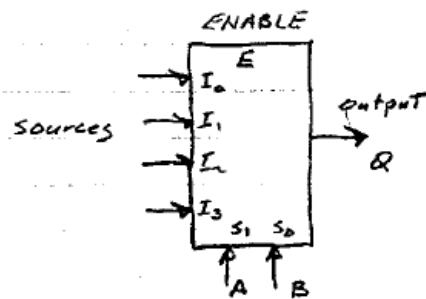 ENABLE
E
I0
I1
sources
I2
I3
output
Q
S1 S0
A B